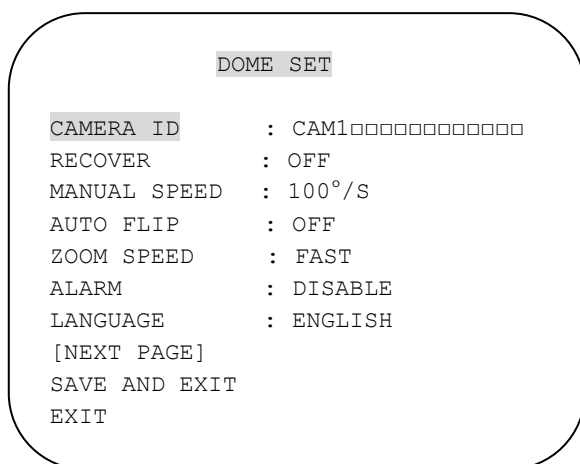 DOME SET
CAMERA ID : CAM1□□□□□□□□□□□□
RECOVER : OFF
MANUAL SPEED : 100°/S
AUTO FLIP : OFF
ZOOM SPEED : FAST
ALARM : DISABLE
LANGUAGE : ENGLISH
[NEXT PAGE]
SAVE AND EXIT
EXIT